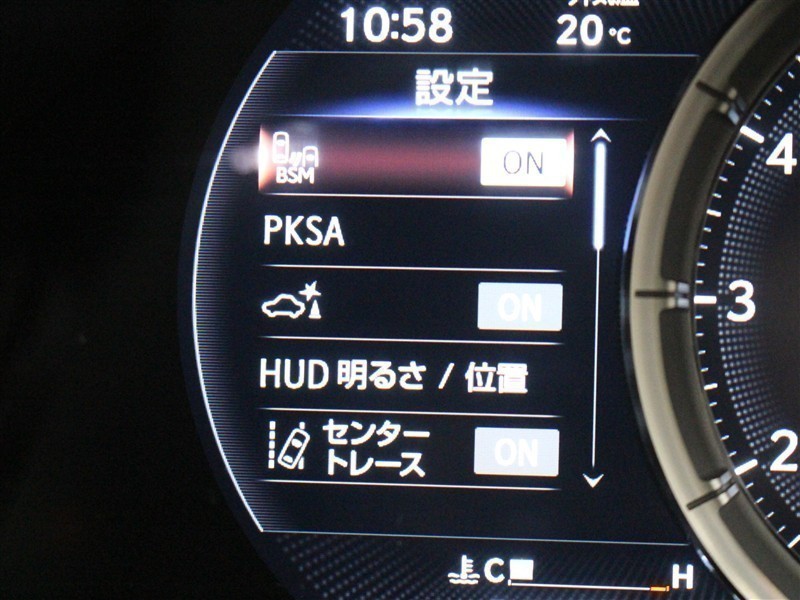 10:58 20℃
設定
BSM ON
PKSA
ON
HUD 明るさ / 位置
センター
トレース ON
C H
4
3
2